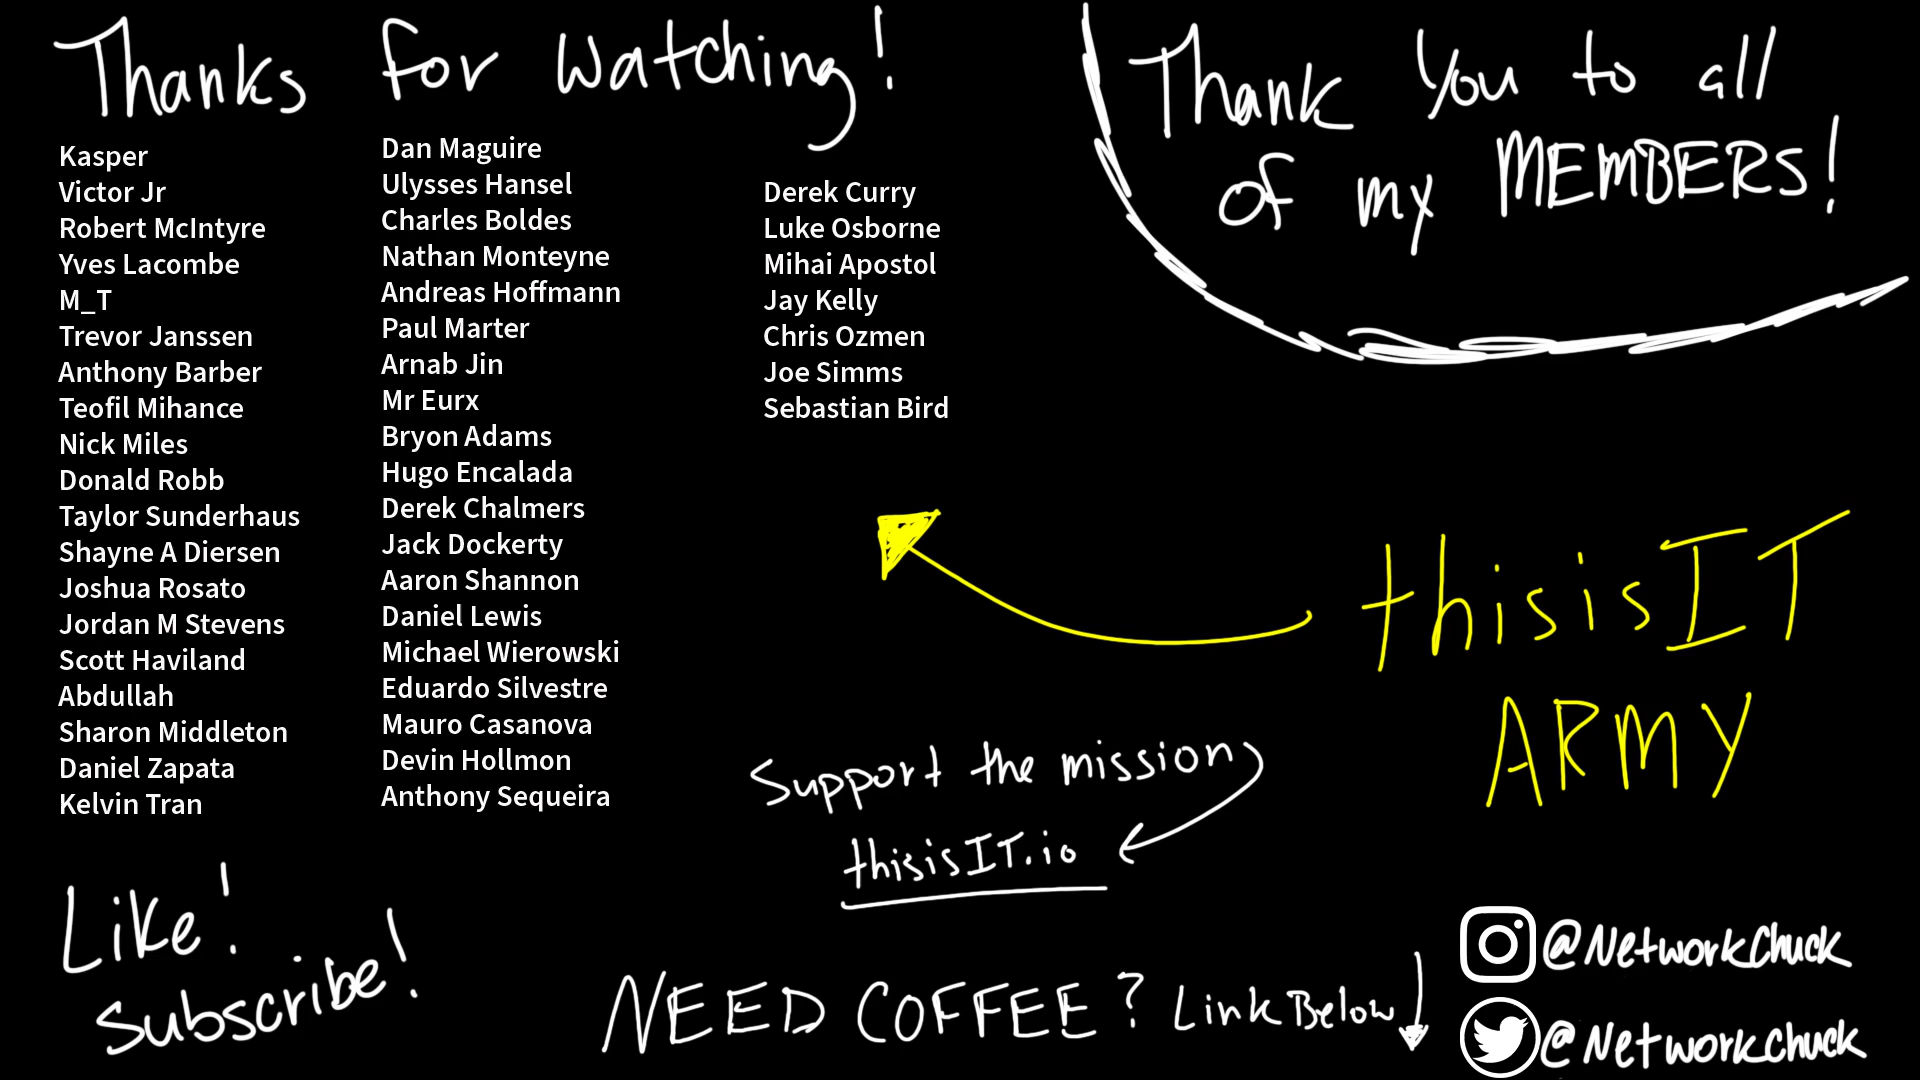 Thanks for watching!
Kasper
Victor Jr
Robert McIntyre
Yves Lacombe
M_T
Trevor Janssen
Anthony Barber
Teofil Mihance
Nick Miles
Donald Robb
Taylor Sunderhaus
Shayne A Diersen
Joshua Rosato
Jordan M Stevens
Scott Haviland
Abdullah
Sharon Middleton
Daniel Zapata
Kelvin Tran
Dan Maguire
Ulysses Hansel
Charles Boldes
Nathan Monteyne
Andreas Hoffmann
Paul Marter
Arnab Jin
Mr Eurx
Bryon Adams
Hugo Encalada
Derek Chalmers
Jack Dockerty
Aaron Shannon
Daniel Lewis
Michael Wierowski
Eduardo Silvestre
Mauro Casanova
Devin Hollmon
Anthony Sequeira
Derek Curry
Luke Osborne
Mihai Apostol
Jay Kelly
Chris Ozmen
Joe Simms
Sebastian Bird
Thank You to all
of my MEMBERS!
thisisIT
ARMY
Support the mission
thisisIT.io
Like!
Subscribe!
NEED COFFEE? Link Below
@NetworkChuck
@Networkchuck